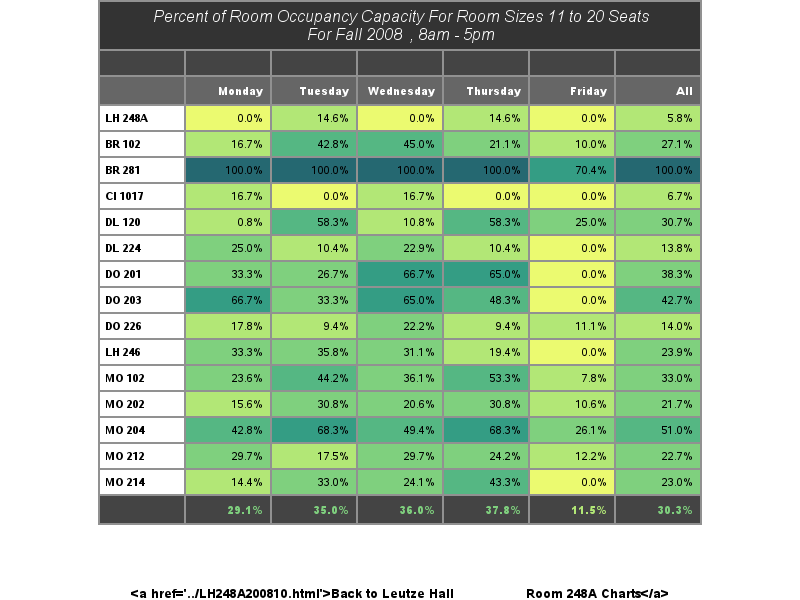 Percent of Room Occupancy Capacity For Room Sizes 11 to 20 Seats
For Fall 2008 , 8am - 5pm
Monday Tuesday Wednesday Thursday Friday All
LH 248A 0.0% 14.6% 0.0% 14.6% 0.0% 5.8%
BR 102 16.7% 42.8% 45.0% 21.1% 10.0% 27.1%
BR 281 100.0% 100.0% 100.0% 100.0% 70.4% 100.0%
CI 1017 16.7% 0.0% 16.7% 0.0% 0.0% 6.7%
DL 120 0.8% 58.3% 10.8% 58.3% 25.0% 30.7%
DL 224 25.0% 10.4% 22.9% 10.4% 0.0% 13.8%
DO 201 33.3% 26.7% 66.7% 65.0% 0.0% 38.3%
DO 203 66.7% 33.3% 65.0% 48.3% 0.0% 42.7%
DO 226 17.8% 9.4% 22.2% 9.4% 11.1% 14.0%
LH 246 33.3% 35.8% 31.1% 19.4% 0.0% 23.9%
MO 102 23.6% 44.2% 36.1% 53.3% 7.8% 33.0%
MO 202 15.6% 30.8% 20.6% 30.8% 10.6% 21.7%
MO 204 42.8% 68.3% 49.4% 68.3% 26.1% 51.0%
MO 212 29.7% 17.5% 29.7% 24.2% 12.2% 22.7%
MO 214 14.4% 33.0% 24.1% 43.3% 0.0% 23.0%
29.1% 35.0% 36.0% 37.8% 11.5% 30.3%
<a href='../LH248A200810.html'>Back to Leutze Hall Room 248A Charts</a>